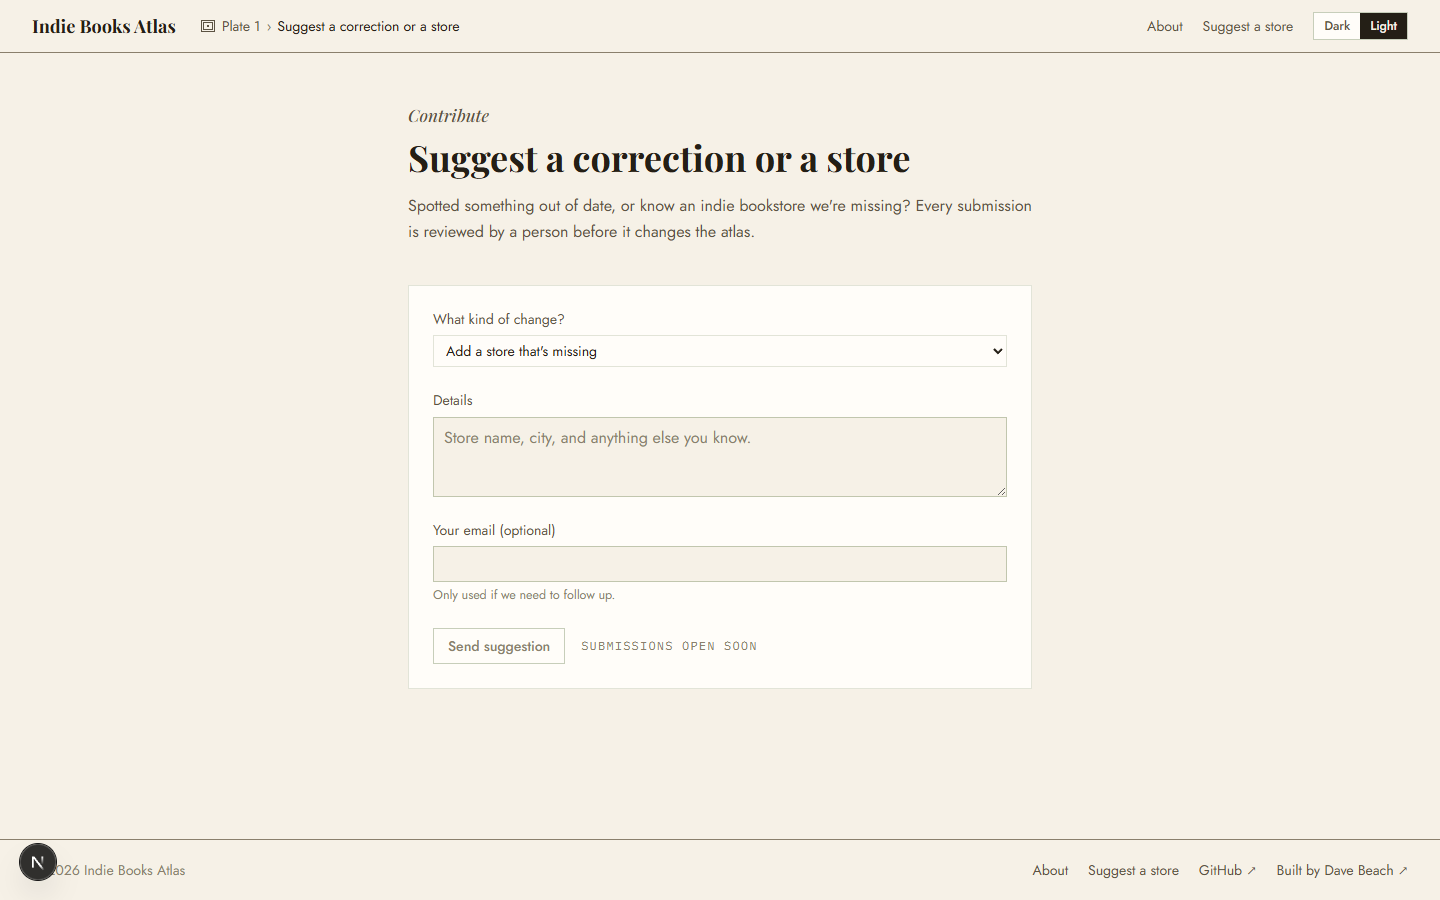 Indie Books Atlas
Plate 1 › Suggest a correction or a store
About
Suggest a store
Dark
Light
Contribute
Suggest a correction or a store
Spotted something out of date, or know an indie bookstore we're missing? Every submission
is reviewed by a person before it changes the atlas.
What kind of change?
Add a store that's missing
Details
Store name, city, and anything else you know.
Your email (optional)
Only used if we need to follow up.
Send suggestion
SUBMISSIONS OPEN SOON
N
026 Indie Books Atlas
About
Suggest a store
GitHub ↗
Built by Dave Beach ↗